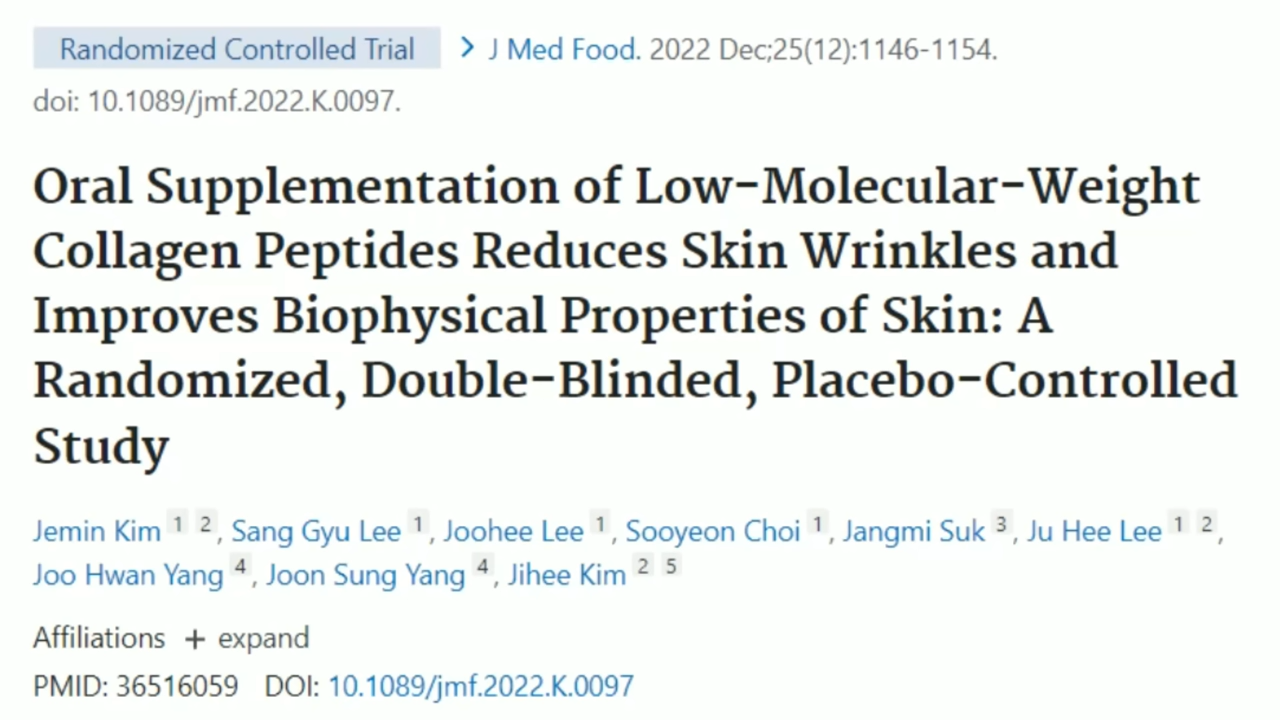 Randomized Controlled Trial > J Med Food. 2022 Dec;25(12):1146-1154.
doi: 10.1089/jmf.2022.K.0097.
Oral Supplementation of Low-Molecular-Weight
Collagen Peptides Reduces Skin Wrinkles and
Improves Biophysical Properties of Skin: A
Randomized, Double-Blinded, Placebo-Controlled
Study
Jemin Kim 1 2, Sang Gyu Lee 1, Joohee Lee 1, Sooyeon Choi 1, Jangmi Suk 3, Ju Hee Lee 1 2,
Joo Hwan Yang 4, Joon Sung Yang 4, Jihee Kim 2 5
Affiliations + expand
PMID: 36516059 DOI: 10.1089/jmf.2022.K.0097